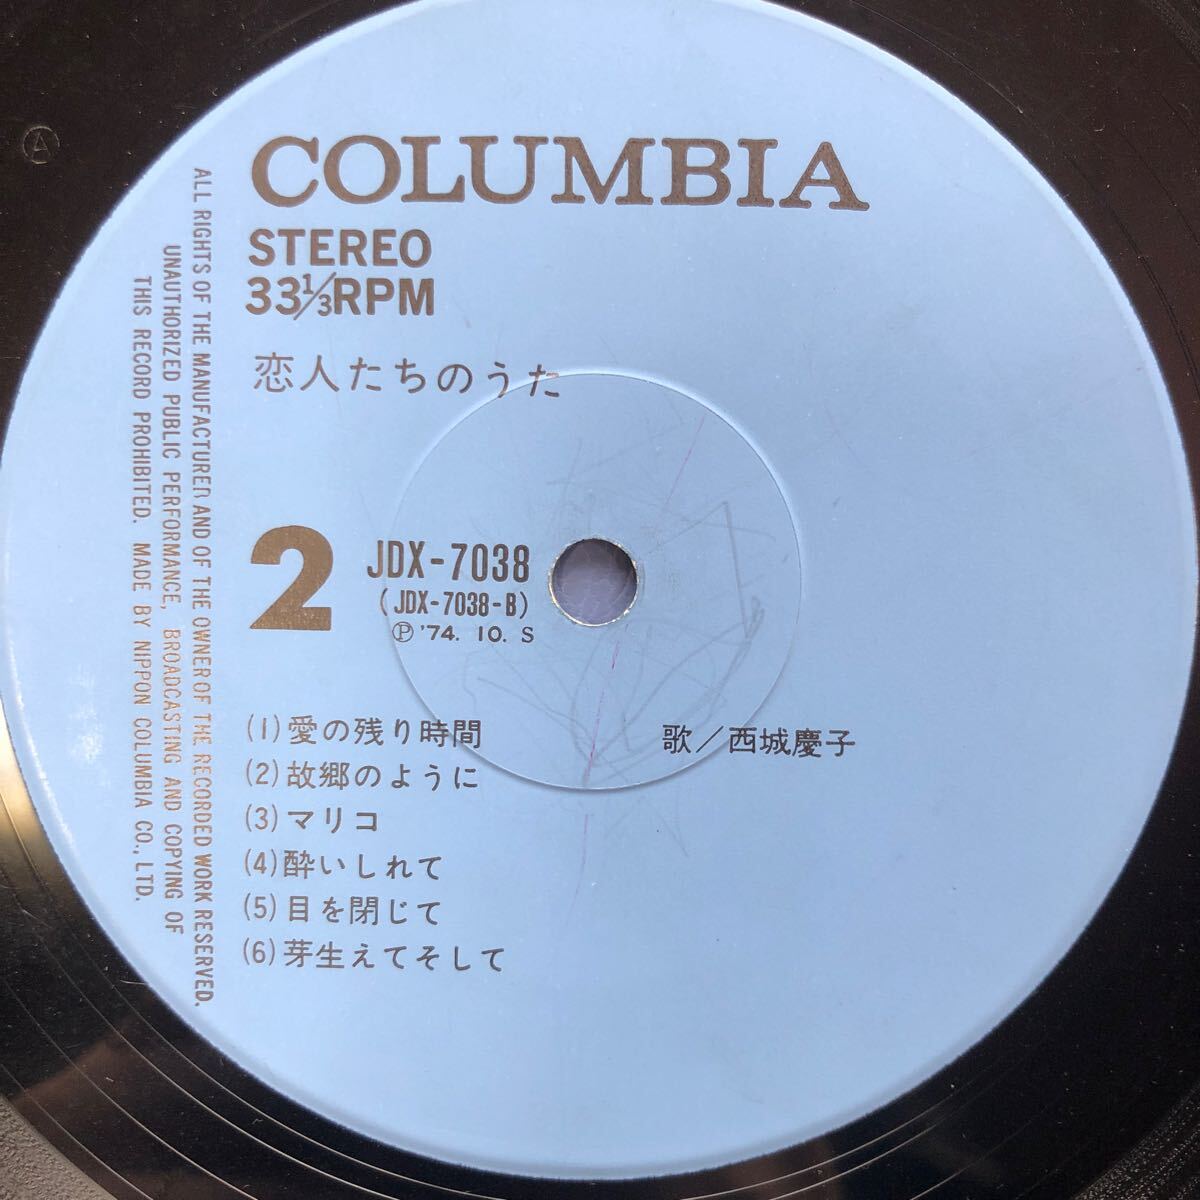 COLUMBIA
STEREO
33⅓RPM
恋人たちのうた
2
JDX-7038
(JDX-7038-B)
Ⓟ'74. 10. S
(1)愛の残り時間
歌／西城慶子
(2)故郷のように
(3)マリコ
(4)酔いしれて
(5)目を閉じて
(6)芽生えてそして
ALL RIGHTS OF THE MANUFACTURER AND OF THE OWNER OF THE RECORDED WORK RESERVED.
UNAUTHORIZED PUBLIC PERFORMANCE, BROADCASTING AND COPYING OF
THIS RECORD PROHIBITED. MADE BY NIPPON COLUMBIA CO., LTD.
A